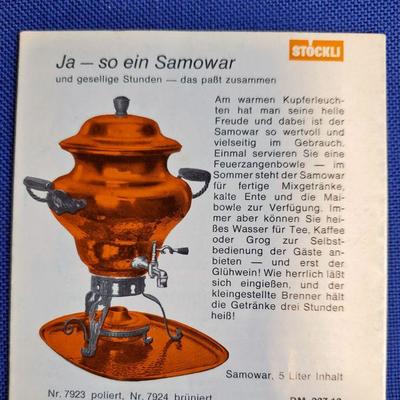 STÖCKLI
Ja – so ein Samowar
und gesellige Stunden — das paßt zusammen
Am warmen Kupferleuch-
ten hat man seine helle
Freude und dabei ist der
Samowar so wertvoll und
vielseitig im Gebrauch.
Einmal servieren Sie eine
Feuerzangenbowle — im
Sommer steht der Samowar
für fertige Mixgetränke,
kalte Ente und die Mai-
bowle zur Verfügung. Im-
mer aber können Sie hei-
ßes Wasser für Tee, Kaffee
oder Grog zur Selbst-
bedienung der Gäste an-
bieten — und erst der
Glühwein! Wie herrlich läßt
sich eingießen, und der
kleingestellte Brenner hält
die Getränke drei Stunden
heiß!
Samowar, 5 Liter Inhalt
Nr. 7923 poliert, Nr. 7924 brüniert
DM